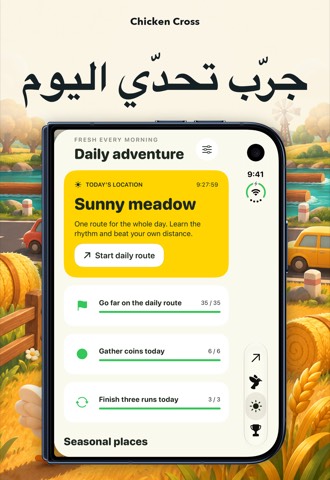 Chicken Cross
جرّب تحدّي اليوم
FRESH EVERY MORNING
Daily adventure
9:41
TODAY'S LOCATION 9:27:59
Sunny meadow
One route for the whole day. Learn the
rhythm and beat your own distance.
Start daily route
Go far on the daily route 35 / 35
Gather coins today 6 / 6
Finish three runs today 3 / 3
Seasonal places